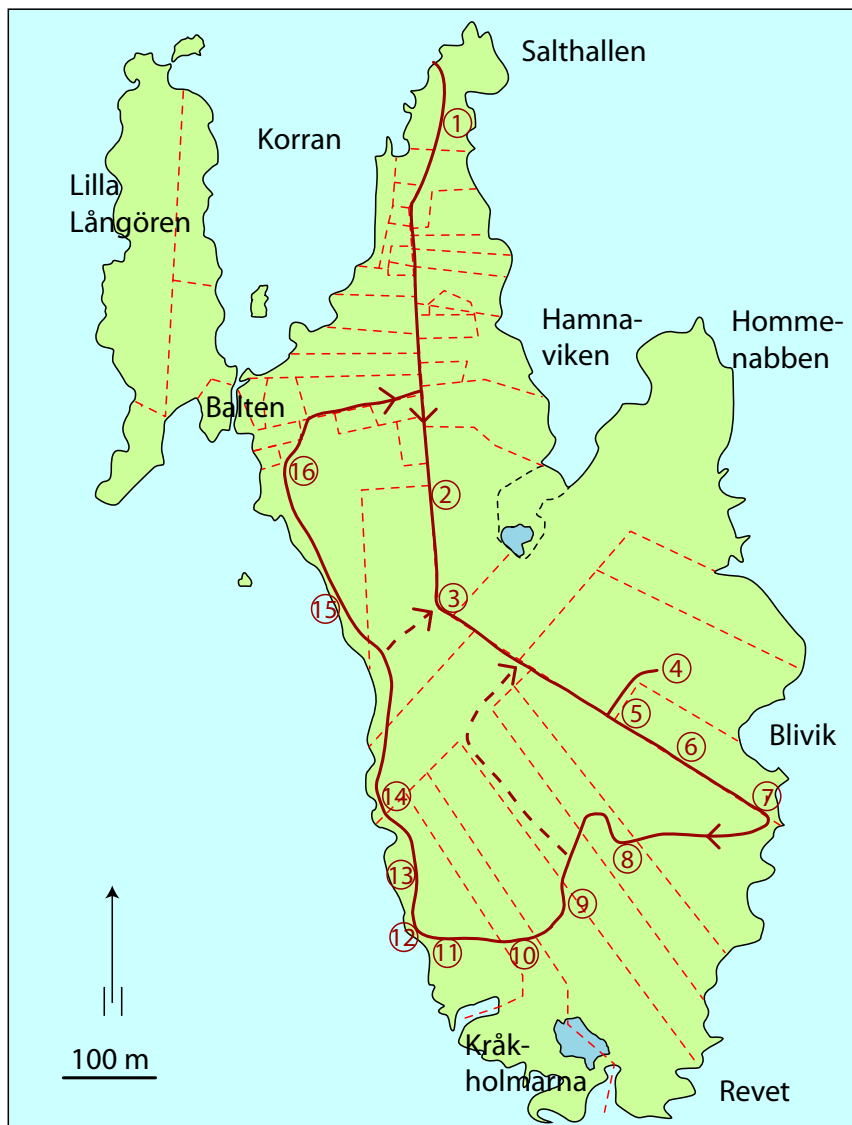 Salthallen
1
Korran
Lilla
Långören
Hamna-
viken
Homme-
nabben
Balten
16
2
15
3
4
5
6
Blivik
7
14
8
13
9
12
11
10
100 m
Kråk-
holmarna
Revet